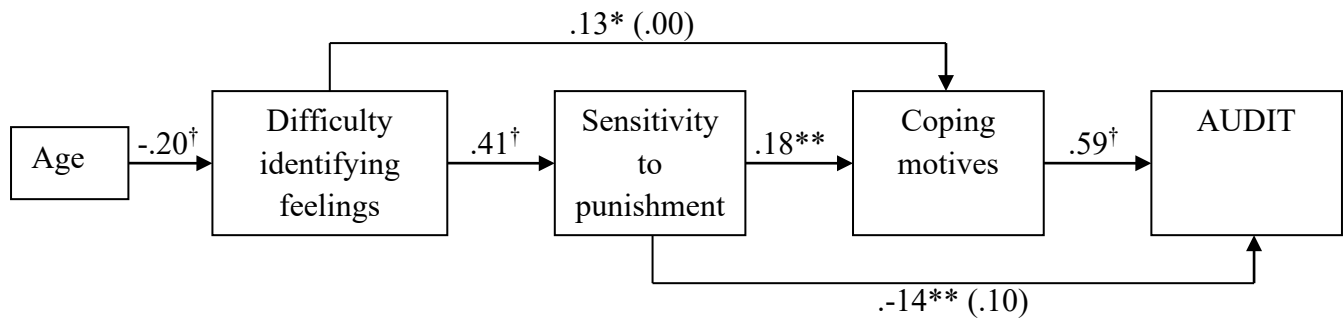 .13* (.00)
Age
-.20†
Difficulty
identifying
feelings
.41†
Sensitivity
to
punishment
.18**
Coping
motives
.59†
AUDIT
.-14** (.10)